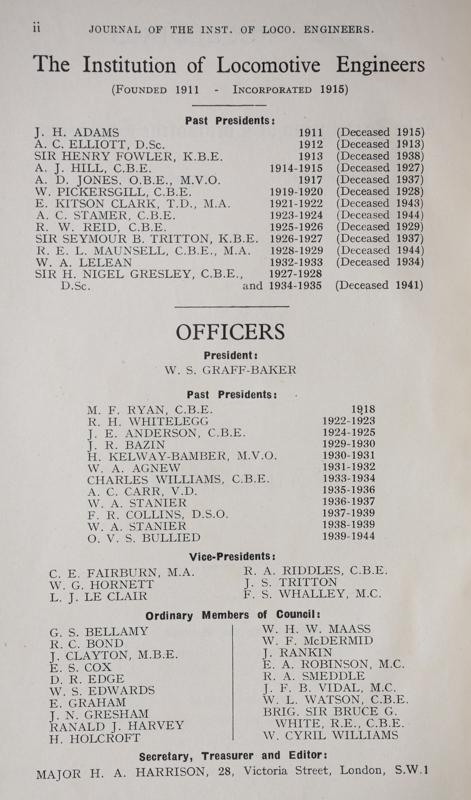 ii JOURNAL OF THE INST. OF LOCO. ENGINEERS.
The Institution of Locomotive Engineers
(Founded 1911 - Incorporated 1915)
Past Presidents:
J. H. ADAMS 1911 (Deceased 1915)
A. C. ELLIOTT, D.Sc. 1912 (Deceased 1913)
SIR HENRY FOWLER, K.B.E. 1913 (Deceased 1938)
A. J. HILL, C.B.E. 1914-1915 (Deceased 1927)
A. D. JONES, O.B.E., M.V.O. 1917 (Deceased 1937)
W. PICKERSGILL, C.B.E. 1919-1920 (Deceased 1928)
E. KITSON CLARK, T.D., M.A. 1921-1922 (Deceased 1943)
A. C. STAMER, C.B.E. 1923-1924 (Deceased 1944)
R. W. REID, C.B.E. 1925-1926 (Deceased 1929)
SIR SEYMOUR B. TRITTON, K.B.E. 1926-1927 (Deceased 1937)
R. E. L. MAUNSELL, C.B.E., M.A. 1928-1929 (Deceased 1944)
W. A. LELEAN 1932-1933 (Deceased 1934)
SIR H. NIGEL GRESLEY, C.B.E., 1927-1928
D.Sc. and 1934-1935 (Deceased 1941)
OFFICERS
President:
W. S. GRAFF-BAKER
Past Presidents:
M. F. RYAN, C.B.E. 1918
R. H. WHITELEGG 1922-1923
J. E. ANDERSON, C.B.E. 1924-1925
J. R. BAZIN 1929-1930
H. KELWAY-BAMBER, M.V.O. 1930-1931
W. A. AGNEW 1931-1932
CHARLES WILLIAMS, C.B.E. 1933-1934
A. C. CARR, V.D. 1935-1936
W. A. STANIER 1936-1937
F. R. COLLINS, D.S.O. 1937-1939
W. A. STANIER 1938-1939
O. V. S. BULLIED 1939-1944
Vice-Presidents:
C. E. FAIRBURN, M.A.
W. G. HORNETT
L. J. LE CLAIR
R. A. RIDDLES, C.B.E.
J. S. TRITTON
F. S. WHALLEY, M.C.
Ordinary Members of Council:
G. S. BELLAMY
R. C. BOND
J. CLAYTON, M.B.E.
E. S. COX
D. R. EDGE
W. S. EDWARDS
E. GRAHAM
J. N. GRESHAM
RANALD J. HARVEY
H. HOLCROFT
W. H. W. MAASS
W. F. McDERMID
J. RANKIN
E. A. ROBINSON, M.C.
R. A. SMEDDLE
J. F. B. VIDAL, M.C.
W. L. WATSON, C.B.E.
BRIG. SIR BRUCE G.
WHITE, R.E., C.B.E.
W. CYRIL WILLIAMS
Secretary, Treasurer and Editor:
MAJOR H. A. HARRISON, 28, Victoria Street, London, S.W.1